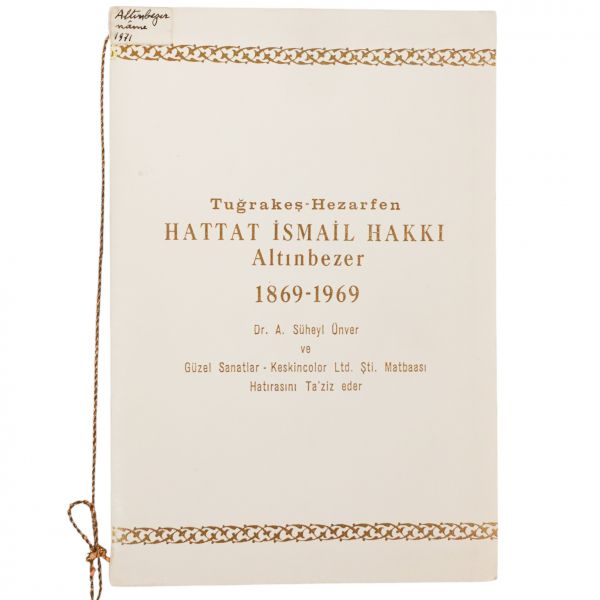 Altınbezer
nâme
1971
Tuğrakeş-Hezarfen
HATTAT İSMAİL HAKKI
Altınbezer
1869-1969
Dr. A. Süheyl Ünver
ve
Güzel Sanatlar - Keskincolor Ltd. Şti. Matbaası
Hatırasını Ta'ziz eder